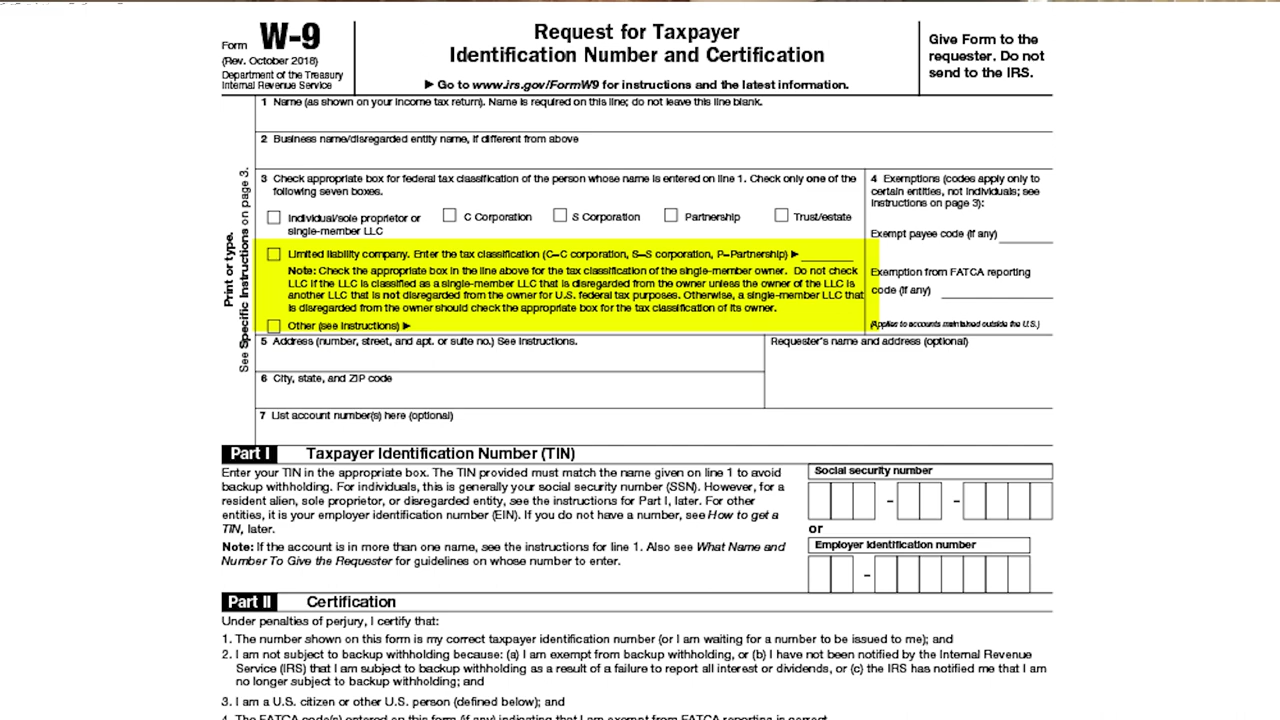 Form W-9
(Rev. October 2018)
Department of the Treasury
Internal Revenue Service
Request for Taxpayer
Identification Number and Certification
▶ Go to www.irs.gov/FormW9 for instructions and the latest information.
Give Form to the
requester. Do not
send to the IRS.
Print or type.
See Specific Instructions on page 3.
1 Name (as shown on your income tax return). Name is required on this line; do not leave this line blank.
2 Business name/disregarded entity name, if different from above
3 Check appropriate box for federal tax classification of the person whose name is entered on line 1. Check only one of the
following seven boxes.
Individual/sole proprietor or
single-member LLC
C Corporation
S Corporation
Partnership
Trust/estate
Limited liability company. Enter the tax classification (C=C corporation, S=S corporation, P=Partnership) ▶
Note: Check the appropriate box in the line above for the tax classification of the single-member owner. Do not check
LLC if the LLC is classified as a single-member LLC that is disregarded from the owner unless the owner of the LLC is
another LLC that is not disregarded from the owner for U.S. federal tax purposes. Otherwise, a single-member LLC that
is disregarded from the owner should check the appropriate box for the tax classification of its owner.
Other (see instructions) ▶
4 Exemptions (codes apply only to
certain entities, not individuals; see
instructions on page 3):
Exempt payee code (if any)
Exemption from FATCA reporting
code (if any)
(Applies to accounts maintained outside the U.S.)
5 Address (number, street, and apt. or suite no.) See instructions.
Requester's name and address (optional)
6 City, state, and ZIP code
7 List account number(s) here (optional)
Part I Taxpayer Identification Number (TIN)
Enter your TIN in the appropriate box. The TIN provided must match the name given on line 1 to avoid
backup withholding. For individuals, this is generally your social security number (SSN). However, for a
resident alien, sole proprietor, or disregarded entity, see the instructions for Part I, later. For other
entities, it is your employer identification number (EIN). If you do not have a number, see How to get a
TIN, later.
Note: If the account is in more than one name, see the instructions for line 1. Also see What Name and
Number To Give the Requester for guidelines on whose number to enter.
Social security number
– –
or
Employer identification number
–
Part II Certification
Under penalties of perjury, I certify that:
1. The number shown on this form is my correct taxpayer identification number (or I am waiting for a number to be issued to me); and
2. I am not subject to backup withholding because: (a) I am exempt from backup withholding, or (b) I have not been notified by the Internal Revenue
Service (IRS) that I am subject to backup withholding as a result of a failure to report all interest or dividends, or (c) the IRS has notified me that I am
no longer subject to backup withholding; and
3. I am a U.S. citizen or other U.S. person (defined below); and
4. The FATCA code(s) entered on this form (if any) indicating that I am exempt from FATCA reporting is correct.